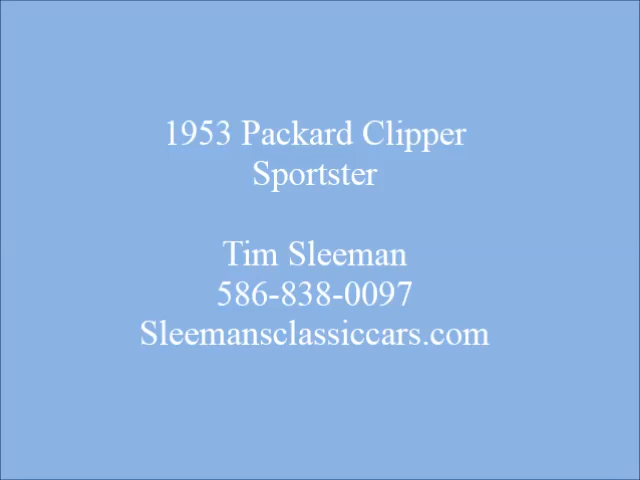 1953 Packard Clipper
Sportster
Tim Sleeman
586-838-0097
Sleemansclassiccars.com